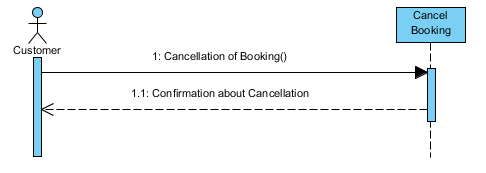 Customer
Cancel
Booking
1: Cancellation of Booking()
1.1: Confirmation about Cancellation